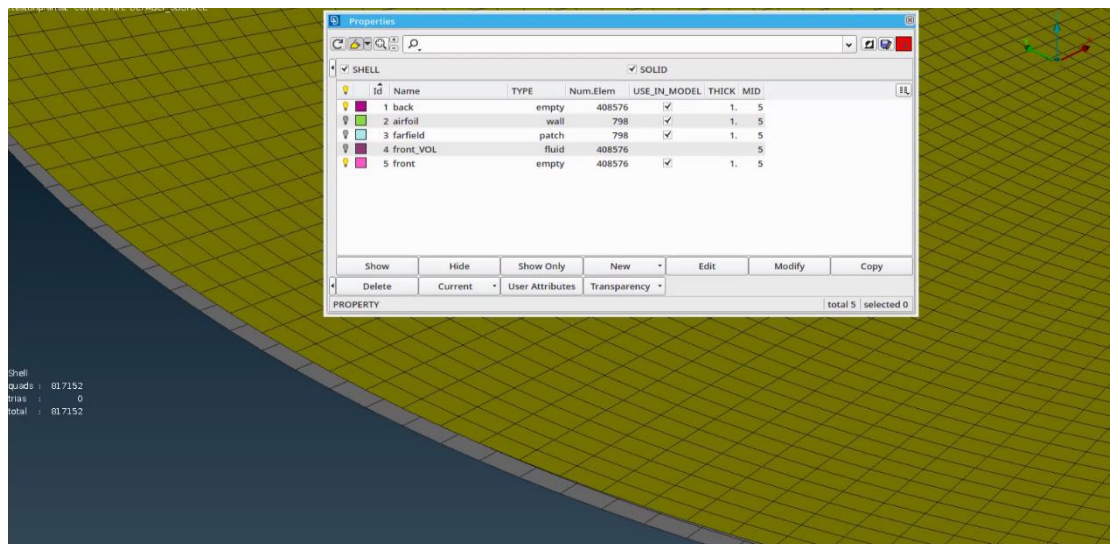 Properties
SHELL SOLID
Id Name TYPE Num.Elem USE_IN_MODEL THICK MID
1 back empty 408576 1. 5
2 airfoil wall 798 1. 5
3 farfield patch 798 1. 5
4 front_VOL fluid 408576 5
5 front empty 408576 1. 5
Show Hide Show Only New Edit Modify Copy
Delete Current User Attributes Transparency
PROPERTY total 5 selected 0
Shell
quads : 817152
trias : 0
total : 817152